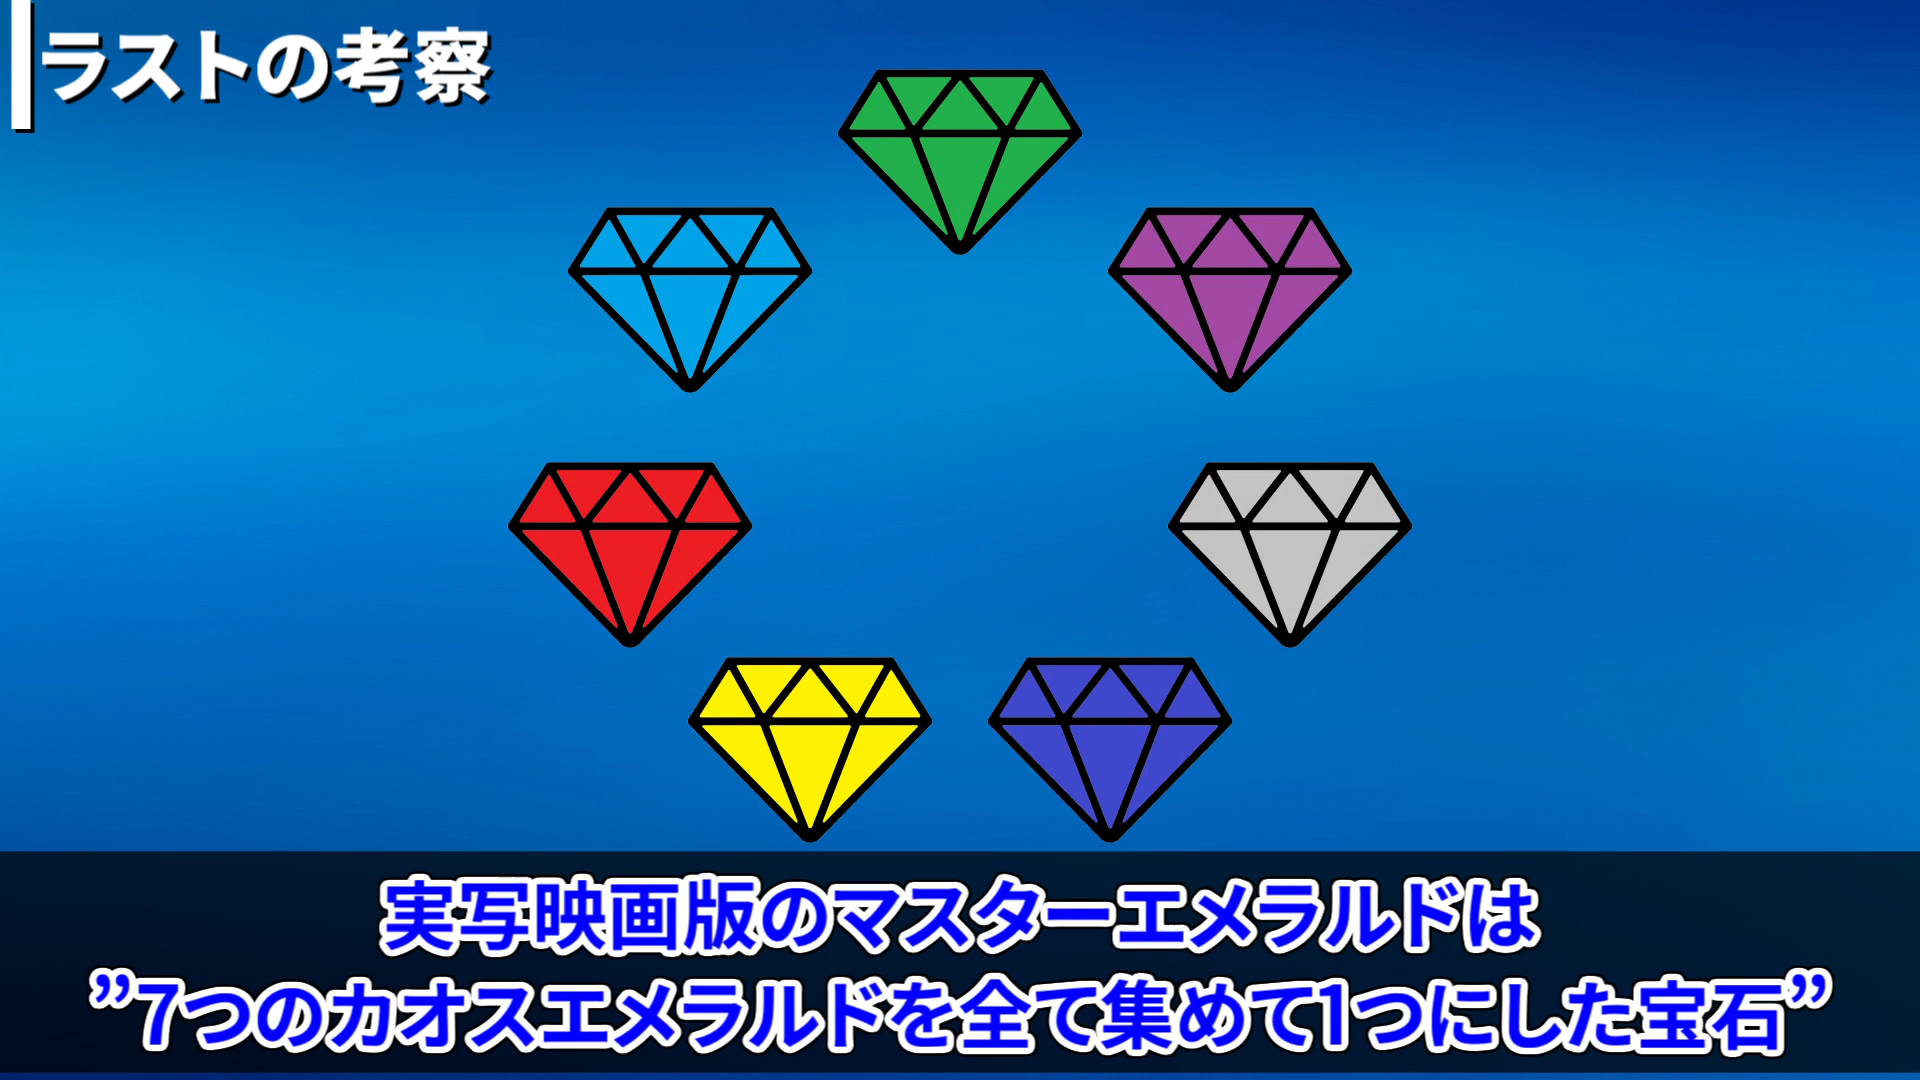 ラストの考察
実写映画版のマスターエメラルドは
”7つのカオスエメラルドを全て集めて1つにした宝石”